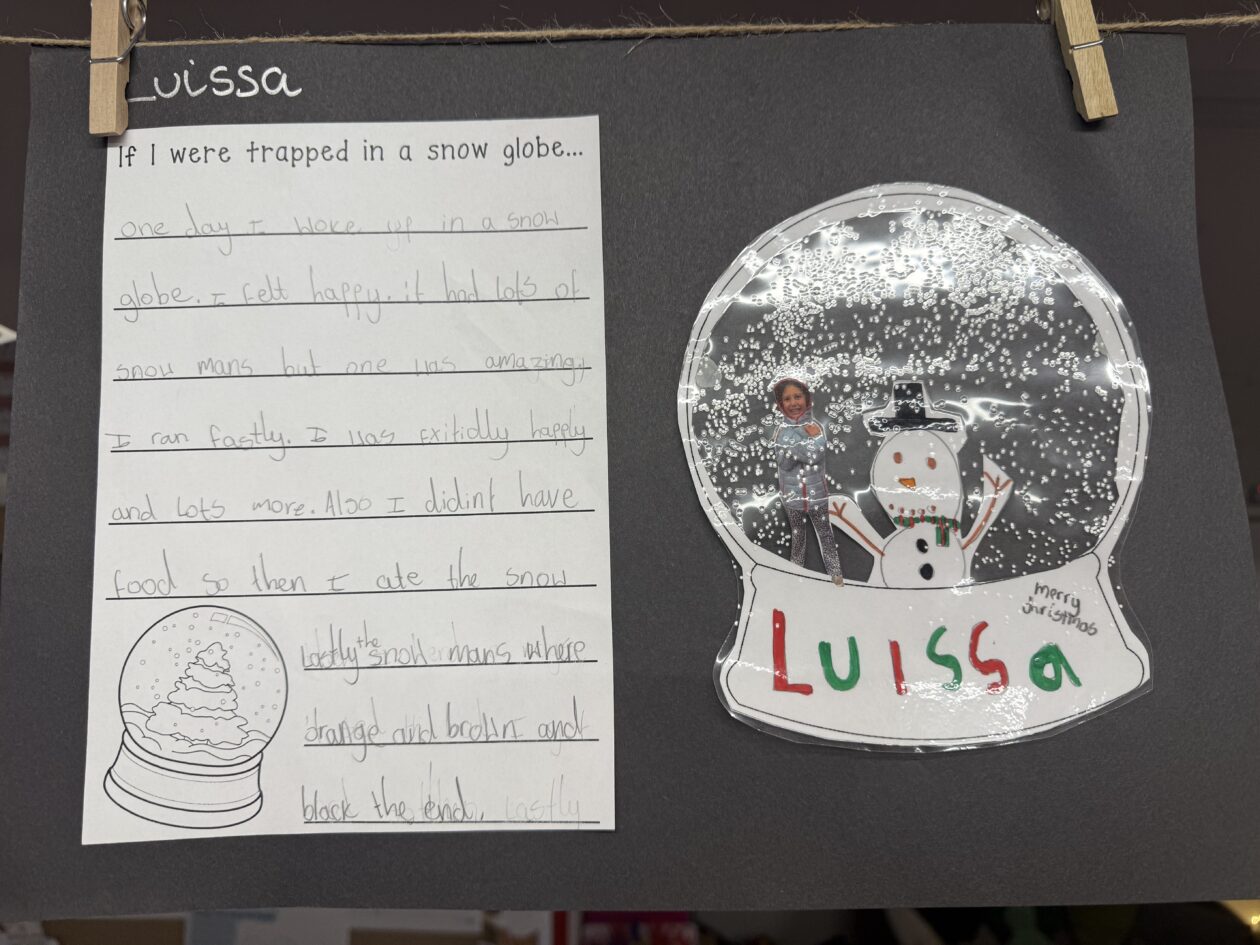 Luissa
If I were trapped in a snow globe...
one day I woke up in a snow
globe. I felt happy. it had lots of
snow mans but one was amazing,
I ran fastly. I was exitidly happly
and lots more. Also I didint have
food so then I ate the snow
Lastly the snow mans where
orange and brown and
black the end. Lastly
merry
christmas
Luissa